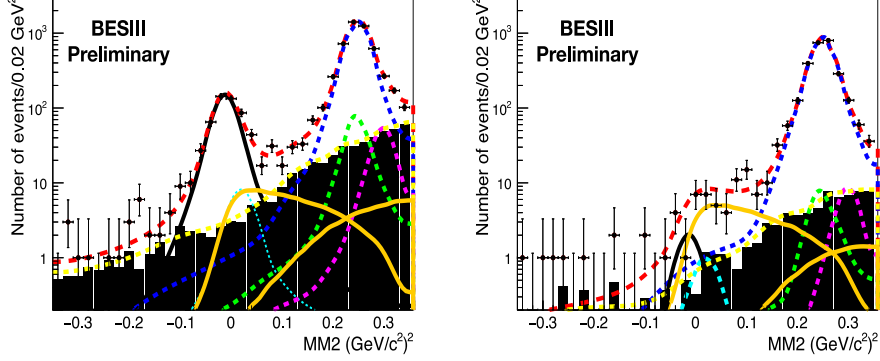 BESIII
Preliminary
Number of events/0.02 GeV²
10³
10²
10
1
−0.3 −0.2 −0.1 0 0.1 0.2 0.3
MM2 (GeV/c²)²
BESIII
Preliminary
Number of events/0.02 GeV²
10³
10²
10
1
−0.3 −0.2 −0.1 0 0.1 0.2 0.3
MM2 (GeV/c²)²